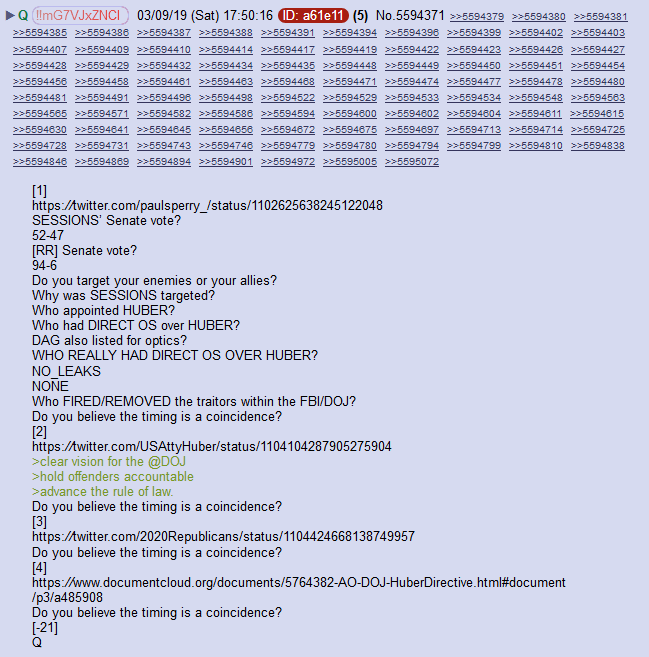 ▶ Q !!mG7VJxZNCI 03/09/19 (Sat) 17:50:16 ID: a61e11 (5) No.5594371 >>5594379 >>5594380 >>5594381
>>5594385 >>5594386 >>5594387 >>5594388 >>5594391 >>5594394 >>5594396 >>5594399 >>5594402 >>5594403
>>5594407 >>5594409 >>5594410 >>5594414 >>5594417 >>5594419 >>5594422 >>5594423 >>5594426 >>5594427
>>5594428 >>5594429 >>5594432 >>5594434 >>5594435 >>5594448 >>5594449 >>5594450 >>5594451 >>5594454
>>5594456 >>5594458 >>5594461 >>5594463 >>5594468 >>5594471 >>5594474 >>5594477 >>5594478 >>5594480
>>5594481 >>5594491 >>5594496 >>5594498 >>5594522 >>5594529 >>5594533 >>5594534 >>5594548 >>5594563
>>5594565 >>5594571 >>5594582 >>5594586 >>5594594 >>5594600 >>5594602 >>5594604 >>5594611 >>5594615
>>5594630 >>5594641 >>5594645 >>5594656 >>5594672 >>5594675 >>5594697 >>5594713 >>5594714 >>5594725
>>5594728 >>5594731 >>5594743 >>5594746 >>5594779 >>5594780 >>5594794 >>5594799 >>5594810 >>5594838
>>5594846 >>5594869 >>5594894 >>5594901 >>5594972 >>5595005 >>5595072
[1]
https://twitter.com/paulsperry_/status/1102625638245122048
SESSIONS' Senate vote?
52-47
[RR] Senate vote?
94-6
Do you target your enemies or your allies?
Why was SESSIONS targeted?
Who appointed HUBER?
Who had DIRECT OS over HUBER?
DAG also listed for optics?
WHO REALLY HAD DIRECT OS OVER HUBER?
NO_LEAKS
NONE
Who FIRED/REMOVED the traitors within the FBI/DOJ?
Do you believe the timing is a coincidence?
[2]
https://twitter.com/USAttyHuber/status/1104104287905275904
>clear vision for the @DOJ
>hold offenders accountable
>advance the rule of law.
Do you believe the timing is a coincidence?
[3]
https://twitter.com/2020Republicans/status/1104424668138749957
Do you believe the timing is a coincidence?
[4]
https://www.documentcloud.org/documents/5764382-AO-DOJ-HuberDirective.html#document
/p3/a485908
Do you believe the timing is a coincidence?
[-21]
Q